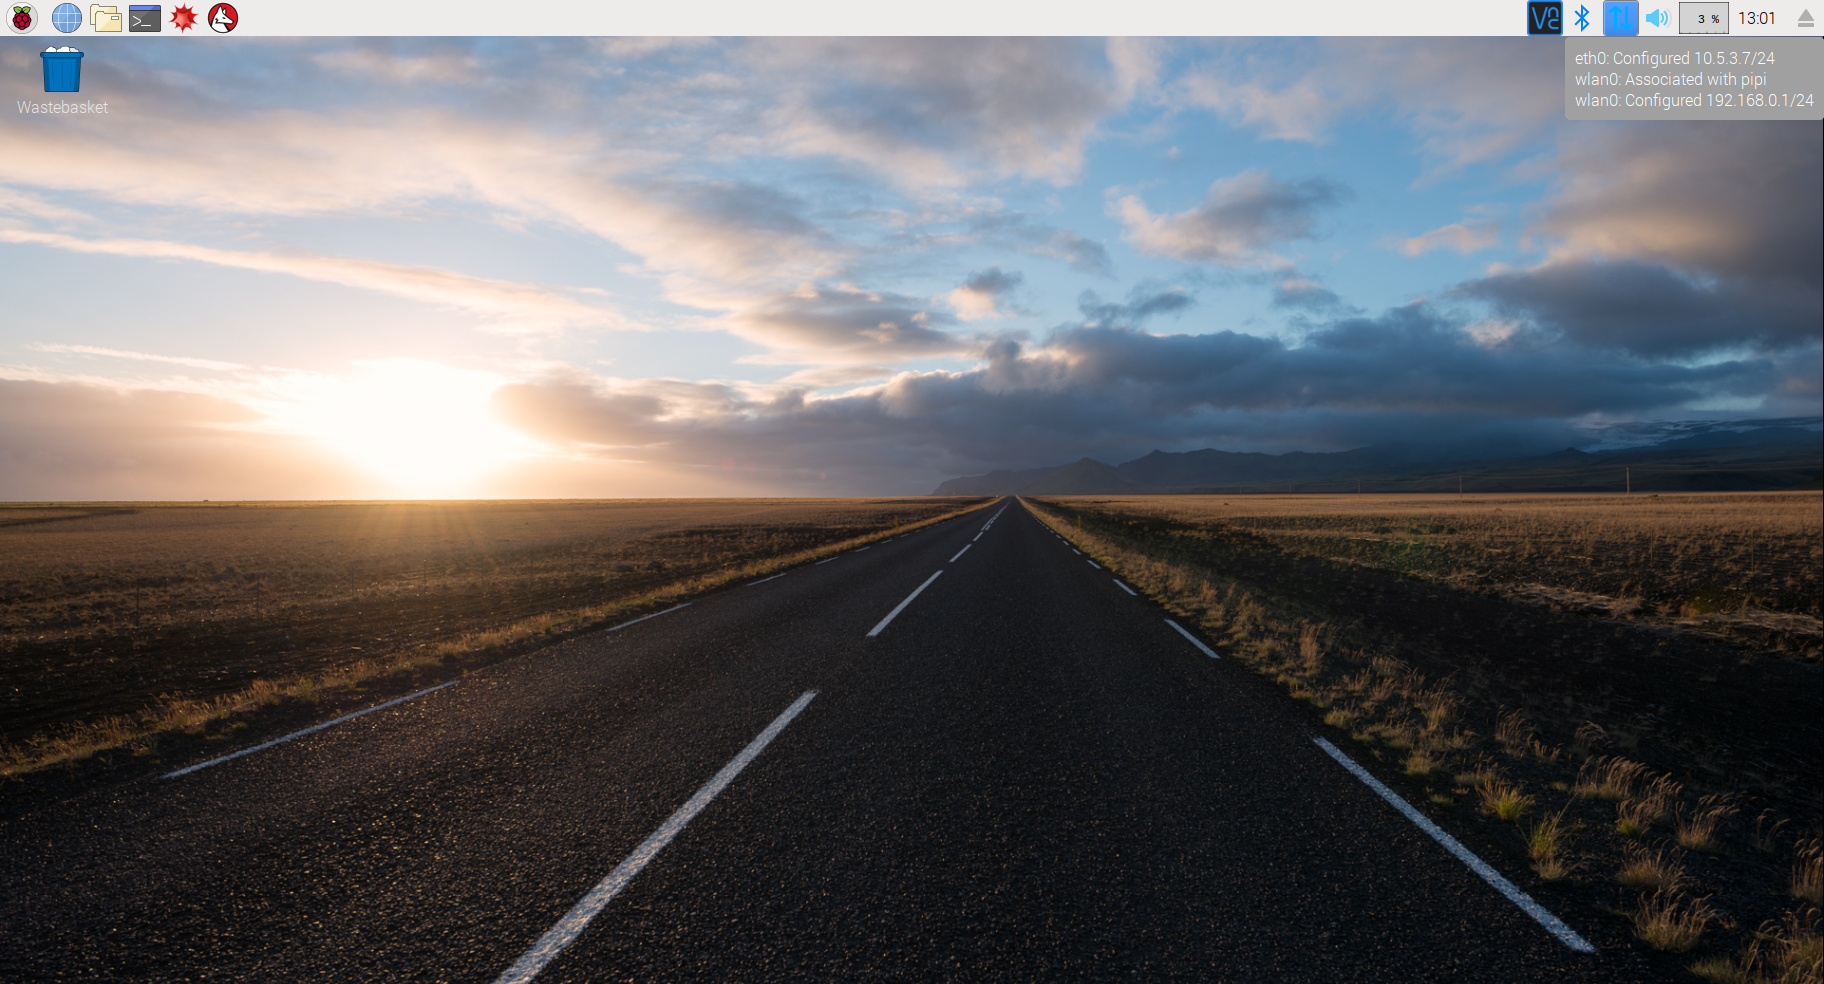 3 %
13:01
eth0: Configured 10.5.3.7/24
wlan0: Associated with pipi
wlan0: Configured 192.168.0.1/24
Wastebasket